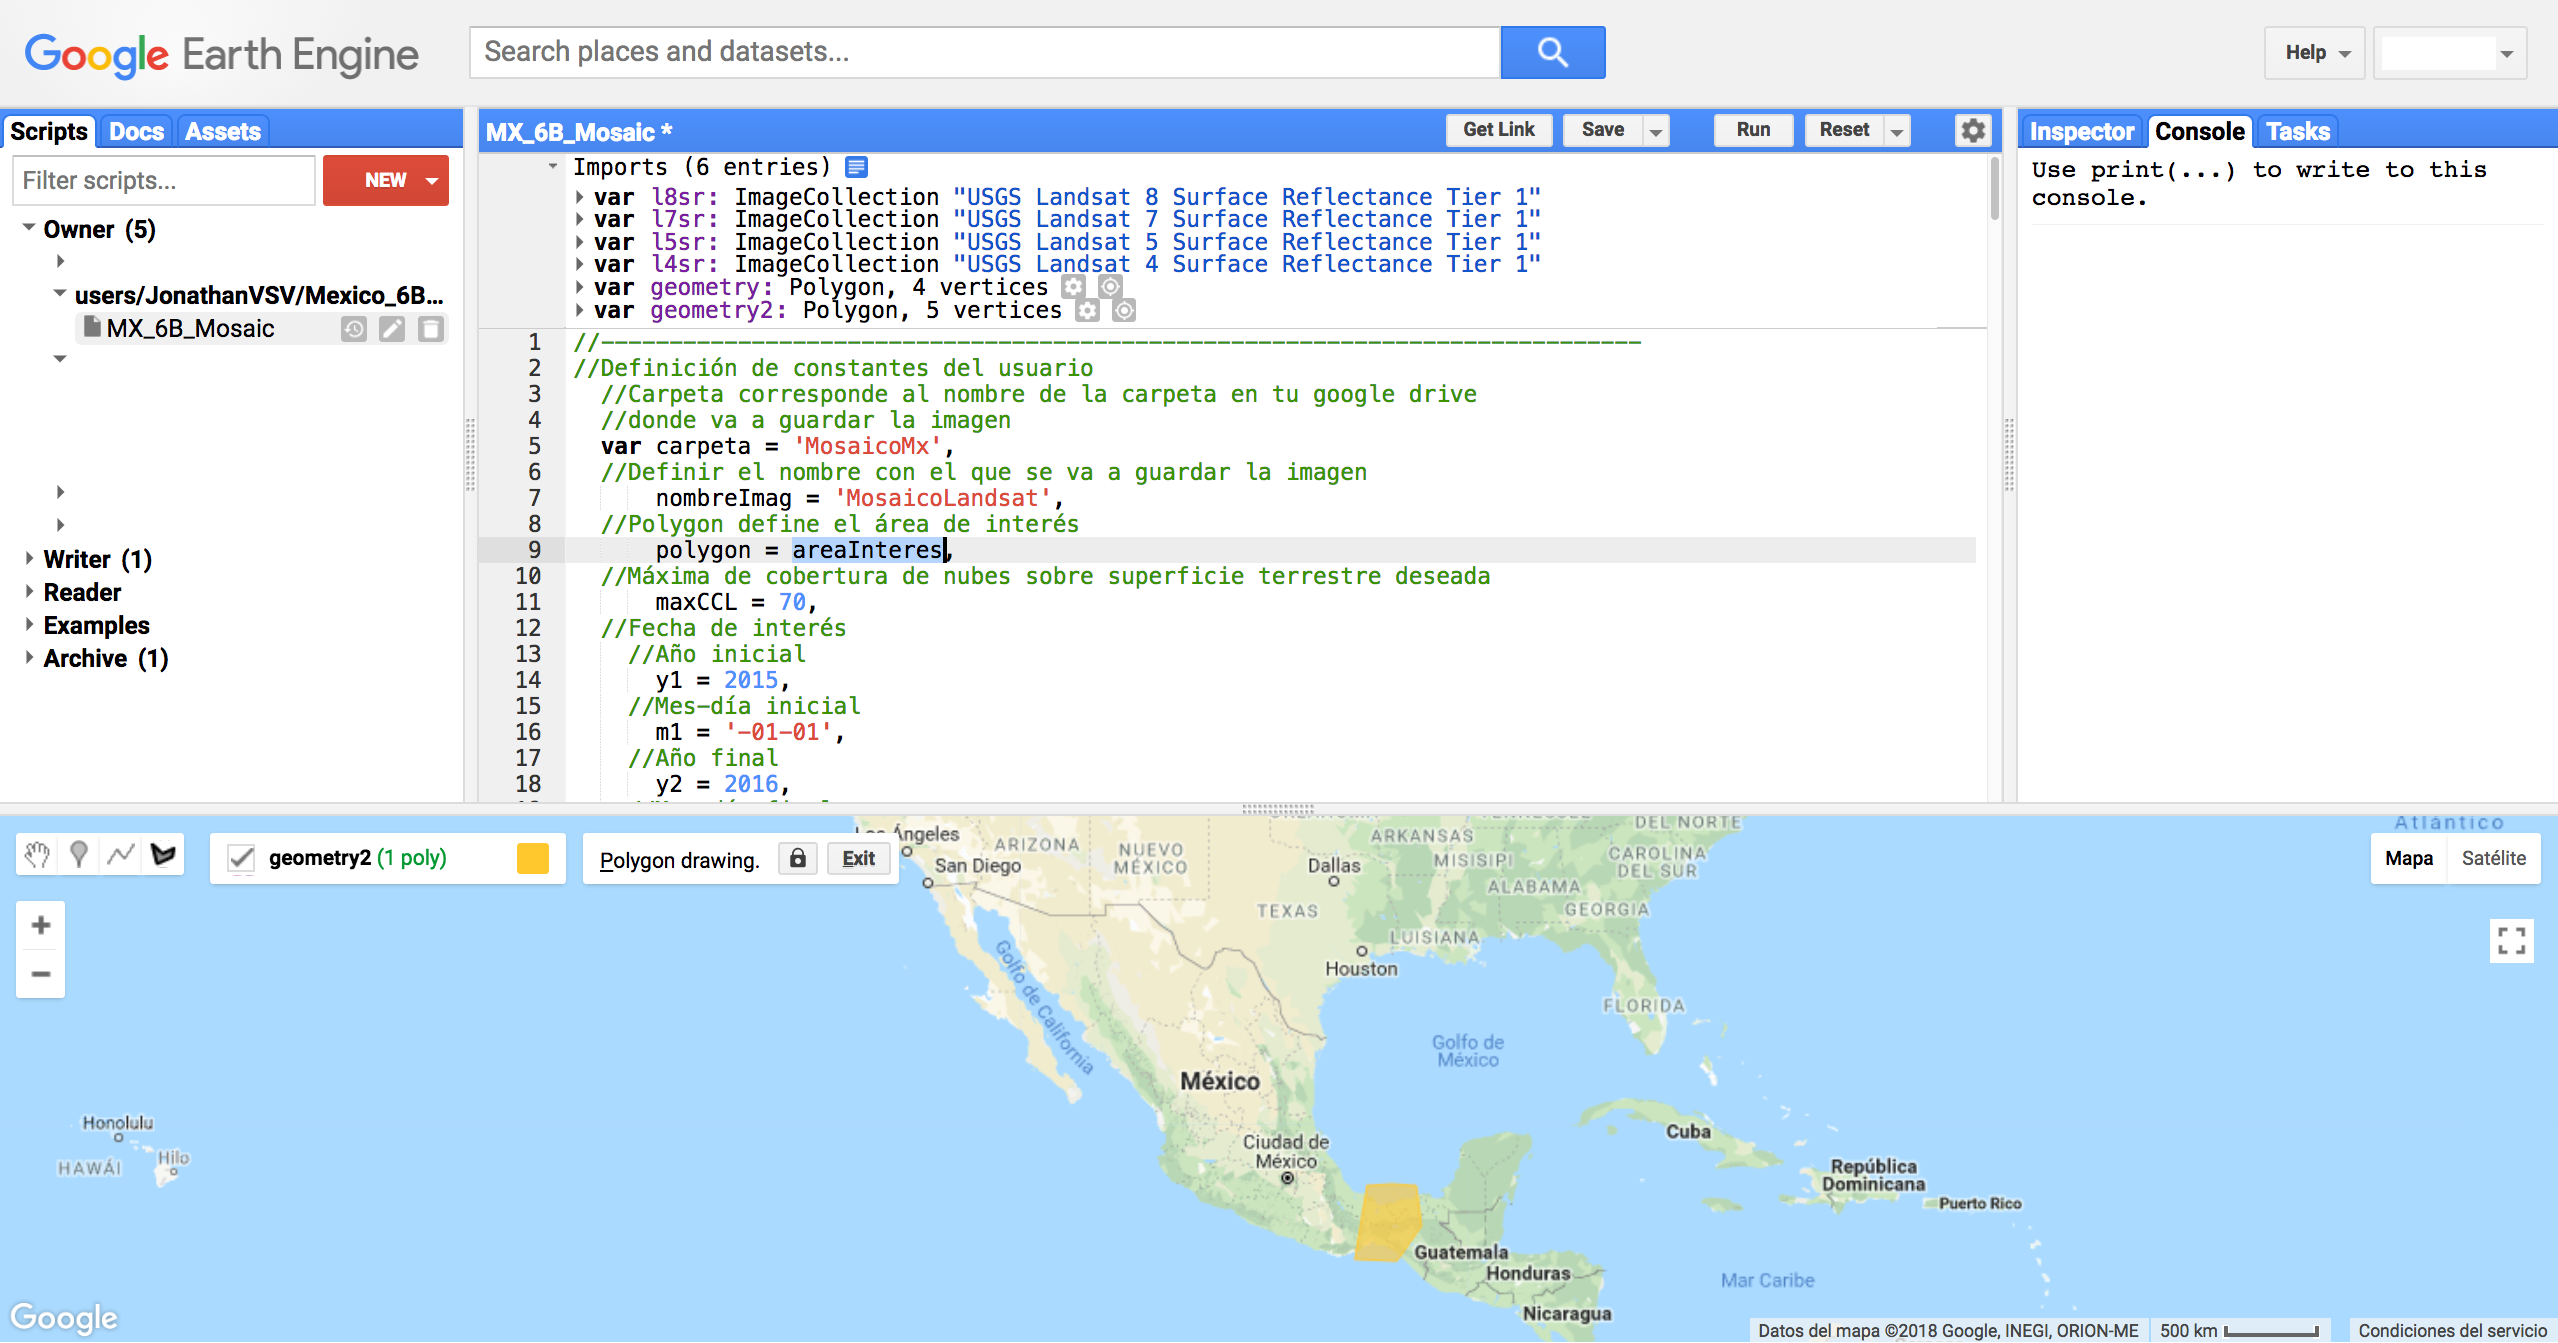 Google Earth Engine
Search places and datasets...
Help
Scripts Docs Assets
Filter scripts...
NEW
Owner (5)
users/JonathanVSV/Mexico_6B...
MX_6B_Mosaic
Writer (1)
Reader
Examples
Archive (1)
MX_6B_Mosaic *
Get Link Save Run Reset
Imports (6 entries)
var l8sr: ImageCollection "USGS Landsat 8 Surface Reflectance Tier 1"
var l7sr: ImageCollection "USGS Landsat 7 Surface Reflectance Tier 1"
var l5sr: ImageCollection "USGS Landsat 5 Surface Reflectance Tier 1"
var l4sr: ImageCollection "USGS Landsat 4 Surface Reflectance Tier 1"
var geometry: Polygon, 4 vertices
var geometry2: Polygon, 5 vertices
1 //----------------------------------------------------------------------------
2 //Definición de constantes del usuario
3 //Carpeta corresponde al nombre de la carpeta en tu google drive
4 //donde va a guardar la imagen
5 var carpeta = 'MosaicoMx',
6 //Definir el nombre con el que se va a guardar la imagen
7 nombreImag = 'MosaicoLandsat',
8 //Polygon define el área de interés
9 polygon = areaInteres,
10 //Máxima de cobertura de nubes sobre superficie terrestre deseada
11 maxCCL = 70,
12 //Fecha de interés
13 //Año inicial
14 y1 = 2015,
15 //Mes-día inicial
16 m1 = '-01-01',
17 //Año final
18 y2 = 2016,
Inspector Console Tasks
Use print(...) to write to this
console.
geometry2 (1 poly)
Polygon drawing. Exit
Mapa Satélite
Los Ángeles
San Diego
ARIZONA
NUEVO
MÉXICO
Dallas
TEXAS
Houston
ARKANSAS
MISISIPI
ALABAMA
GEORGIA
LUISIANA
DEL NORTE
CAROLINA
DEL SUR
FLORIDA
Atlántico
Golfo de California
Golfo de
México
México
Ciudad de
México
Honolulu
HAWÁI
Hilo
Cuba
República
Dominicana
Puerto Rico
Guatemala
Honduras
Nicaragua
Mar Caribe
Google
Datos del mapa ©2018 Google, INEGI, ORION-ME
500 km
Condiciones del servicio